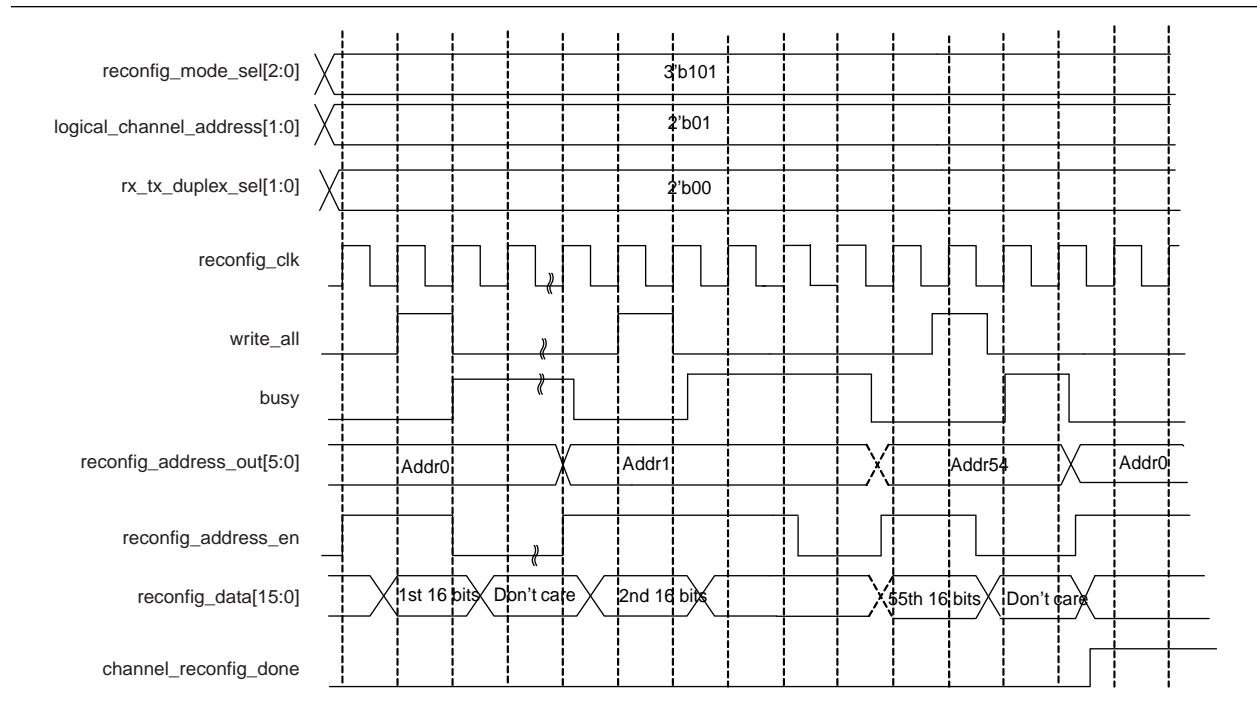 reconfig_mode_sel[2:0] 3'b101
logical_channel_address[1:0] 2'b01
rx_tx_duplex_sel[1:0] 2'b00
reconfig_clk
write_all
busy
reconfig_address_out[5:0] Addr0 Addr1 Addr54 Addr0
reconfig_address_en
reconfig_data[15:0] 1st 16 bits Don't care 2nd 16 bits 55th 16 bits Don't care
channel_reconfig_done